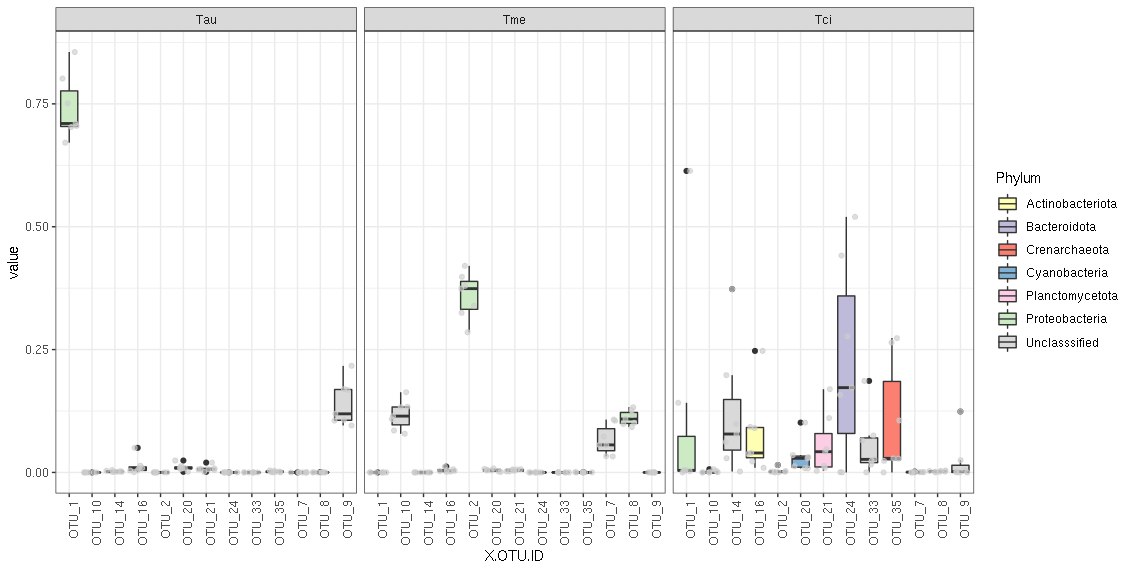 Tau Tme Tci
0.75
0.50
0.25
0.00
value
OTU_1 OTU_10 OTU_14 OTU_16 OTU_2 OTU_20 OTU_21 OTU_24 OTU_33 OTU_35 OTU_7 OTU_8 OTU_9 OTU_1 OTU_10 OTU_14 OTU_16 OTU_2 OTU_20 OTU_21 OTU_24 OTU_33 OTU_35 OTU_7 OTU_8 OTU_9 OTU_1 OTU_10 OTU_14 OTU_16 OTU_2 OTU_20 OTU_21 OTU_24 OTU_33 OTU_35 OTU_7 OTU_8 OTU_9
X.OTU.ID
Phylum
Actinobacteriota
Bacteroidota
Crenarchaeota
Cyanobacteria
Planctomycetota
Proteobacteria
Unclasssified